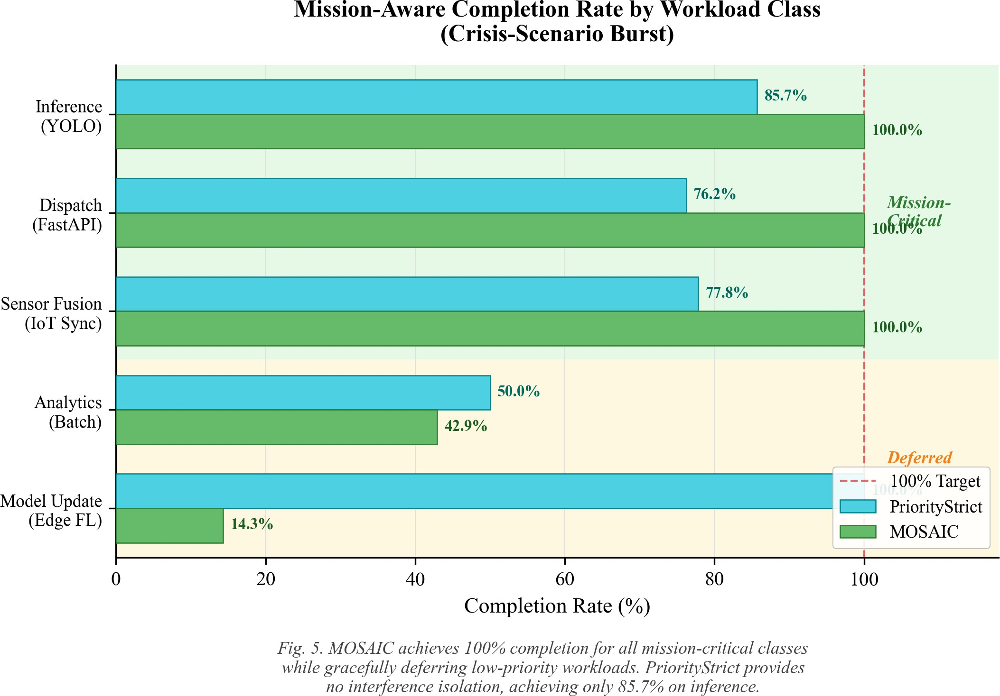 Mission-Aware Completion Rate by Workload Class
(Crisis-Scenario Burst)
Inference
(YOLO)
85.7%
100.0%
Dispatch
(FastAPI)
76.2%
100.0%
Mission-
Critical
Sensor Fusion
(IoT Sync)
77.8%
100.0%
Analytics
(Batch)
50.0%
42.9%
Deferred
Model Update
(Edge FL)
100.0%
14.3%
100% Target
PriorityStrict
MOSAIC
0 20 40 60 80 100
Completion Rate (%)
Fig. 5. MOSAIC achieves 100% completion for all mission-critical classes
while gracefully deferring low-priority workloads. PriorityStrict provides
no interference isolation, achieving only 85.7% on inference.